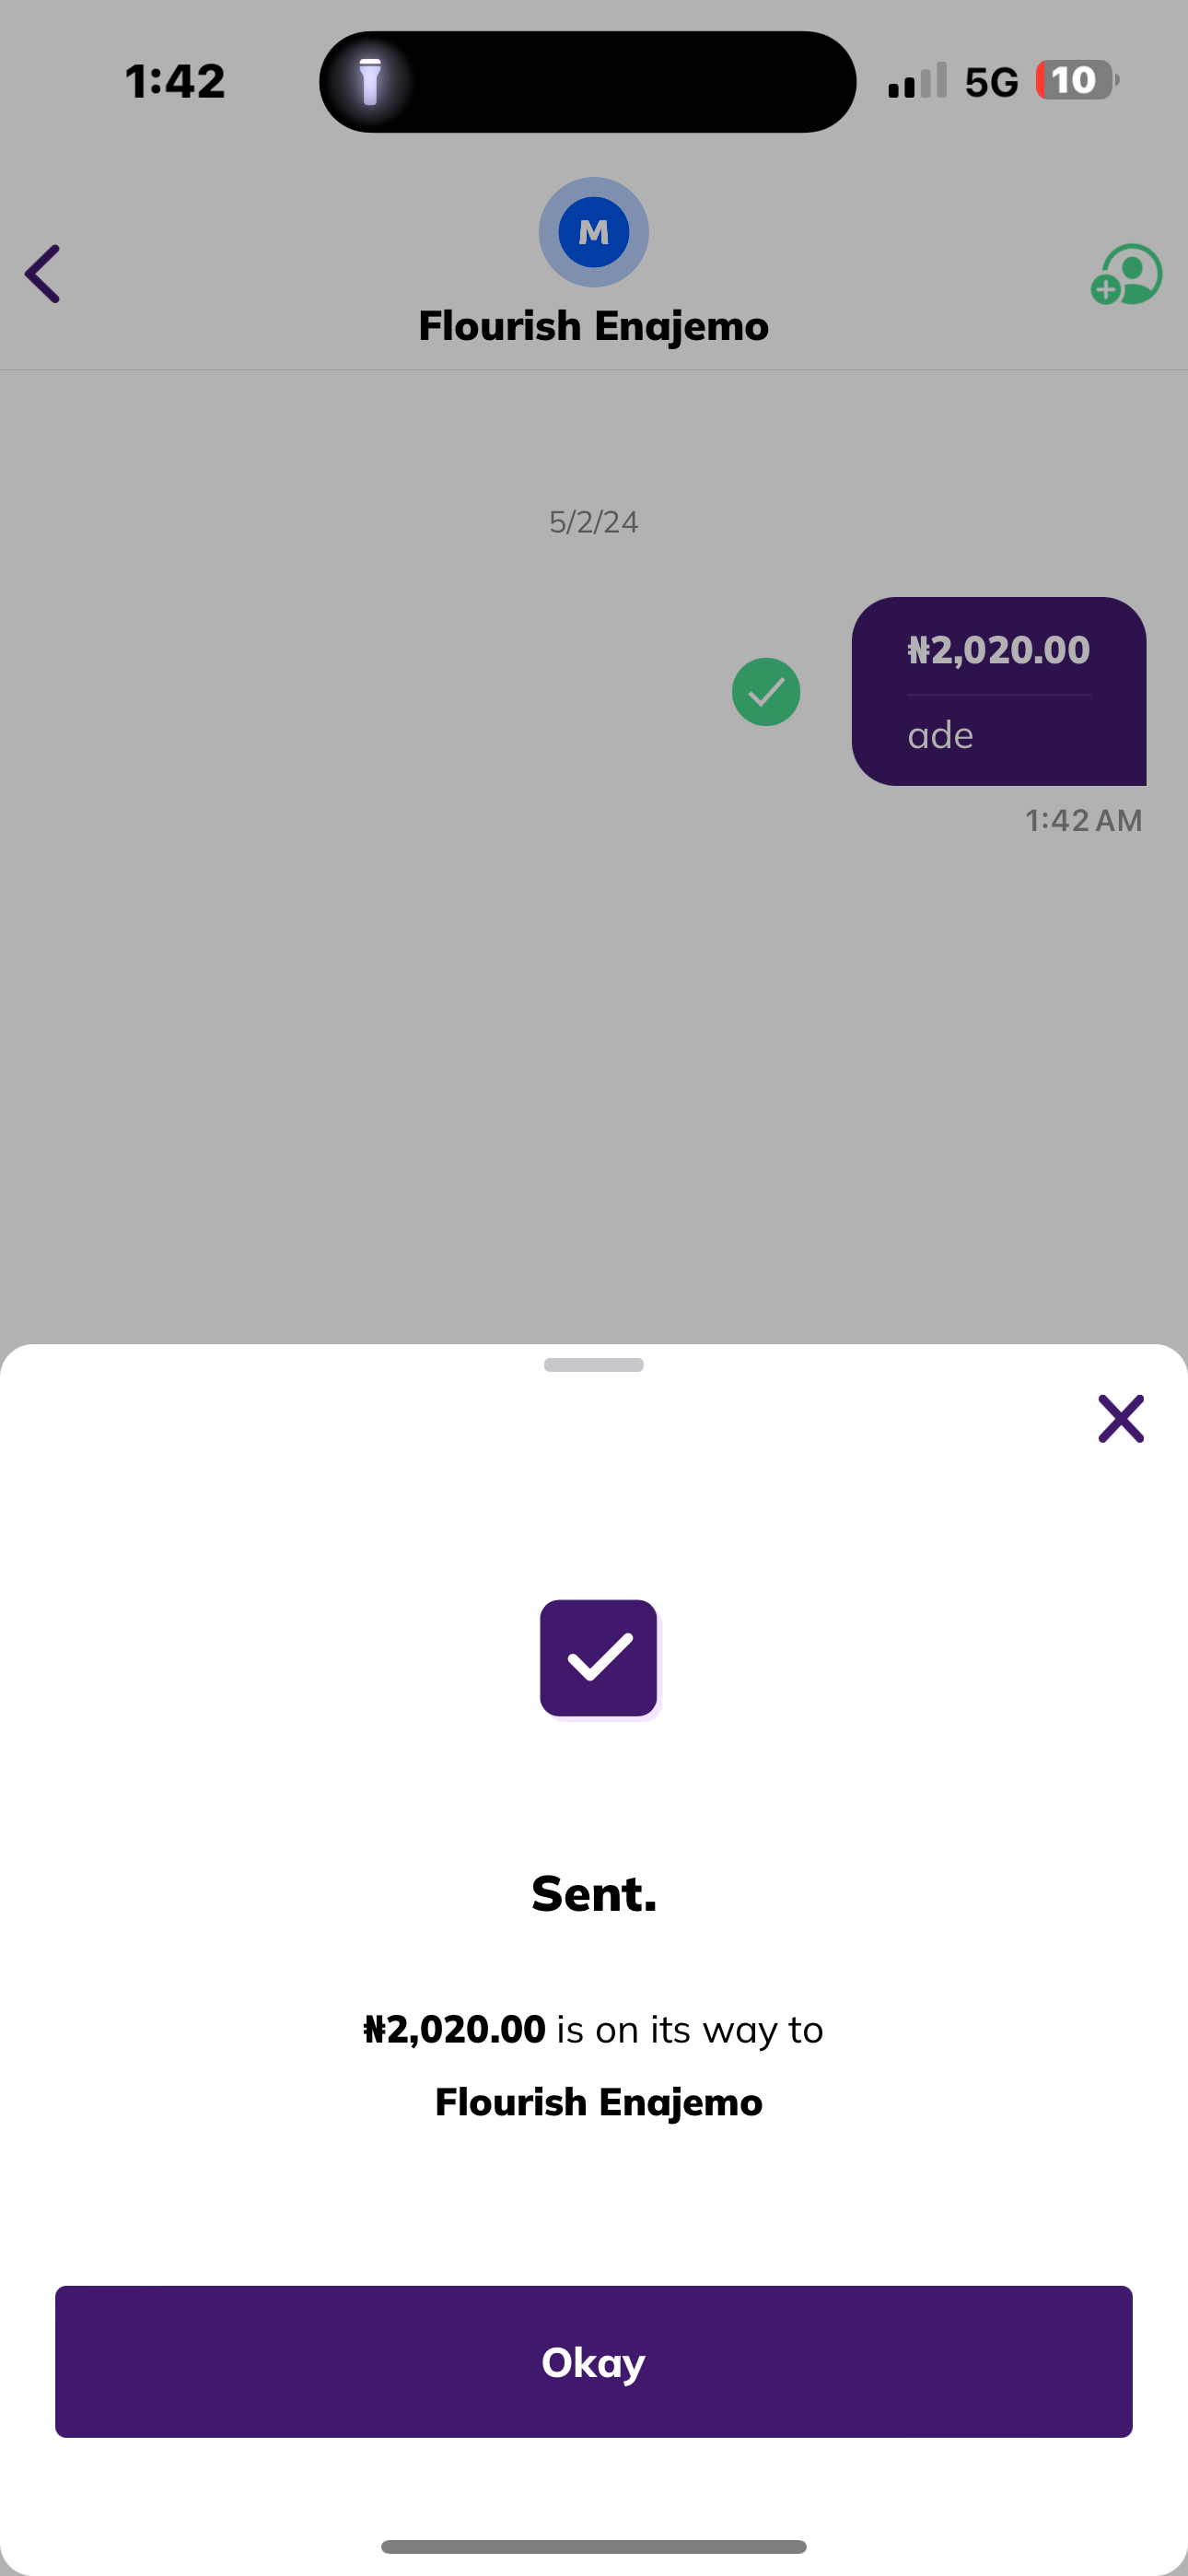 1:42
5G
10
M
Flourish Enajemo
5/2/24
₦2,020.00
ade
1:42 AM
Sent.
₦2,020.00 is on its way to
Flourish Enajemo
Okay